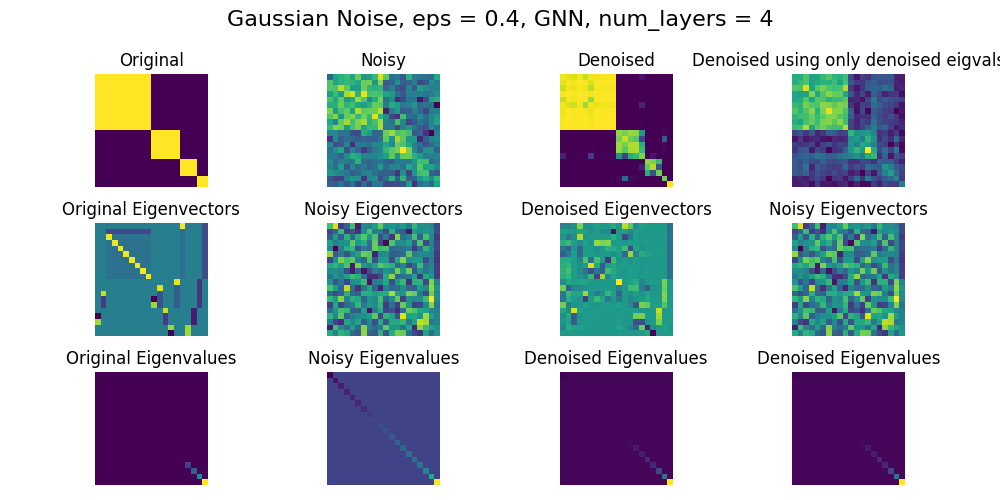 Gaussian Noise, eps = 0.4, GNN, num_layers = 4
Original
Noisy
Denoised
Denoised using only denoised eigvals
Original Eigenvectors
Noisy Eigenvectors
Denoised Eigenvectors
Noisy Eigenvectors
Original Eigenvalues
Noisy Eigenvalues
Denoised Eigenvalues
Denoised Eigenvalues